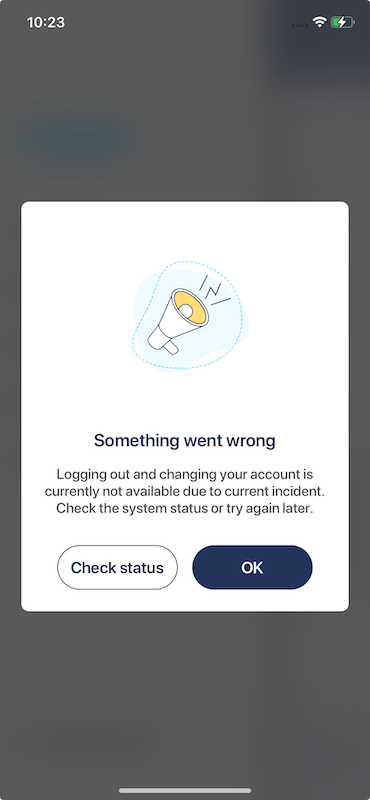 10:23
Something went wrong
Logging out and changing your account is
currently not available due to current incident.
Check the system status or try again later.
Check status
OK